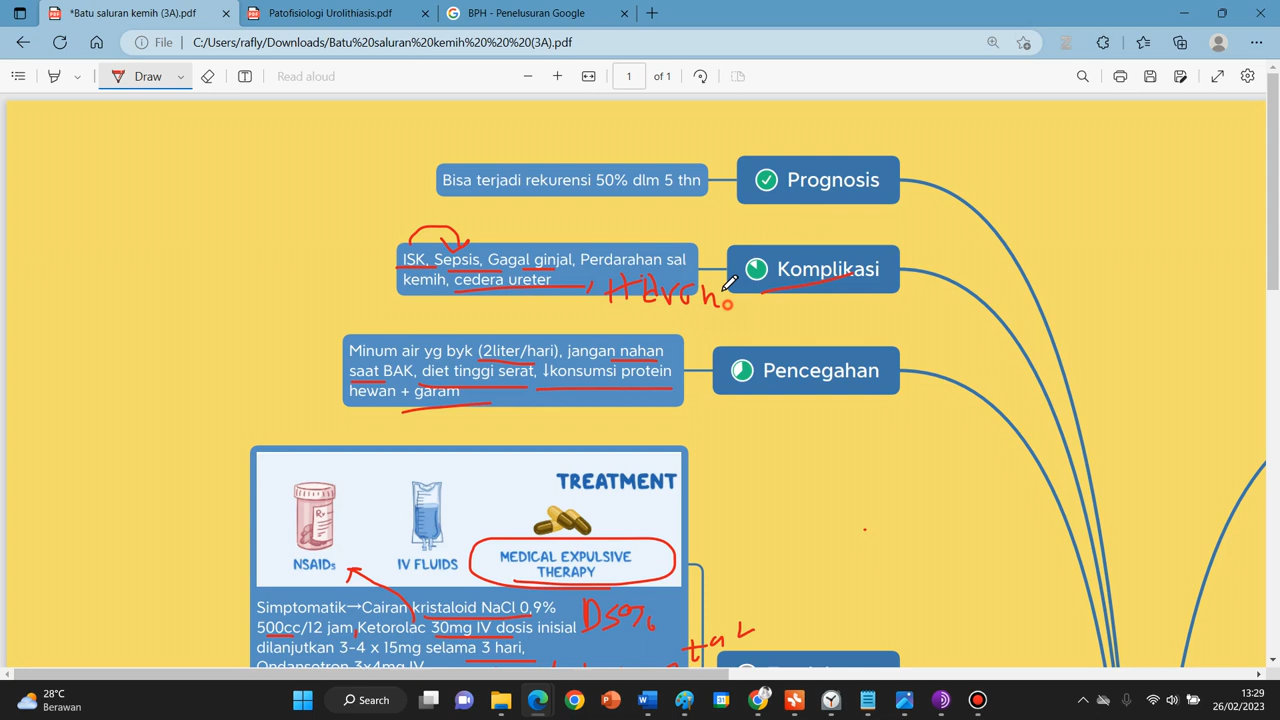 *Batu saluran kemih (3A).pdf
Patofisiologi Urolithiasis.pdf
BPH - Penelusuran Google
File
C:/Users/rafly/Downloads/Batu%20saluran%20kemih%20%20%20(3A).pdf
Draw
Read aloud
1
of 1
Bisa terjadi rekurensi 50% dlm 5 thn
Prognosis
ISK, Sepsis, Gagal ginjal, Perdarahan sal
kemih, cedera ureter
Komplikasi
Minum air yg byk (2liter/hari), jangan nahan
saat BAK, diet tinggi serat, ↓konsumsi protein
hewan + garam
Pencegahan
TREATMENT
NSAIDs
IV FLUIDS
MEDICAL EXPULSIVE
THERAPY
Simptomatik→Cairan kristaloid NaCl 0,9%
500cc/12 jam, Ketorolac 30mg IV dosis inisial
dilanjutkan 3-4 x 15mg selama 3 hari,
Ondansetron 3x4mg IV
28°C
Berawan
Search
13:29
26/02/2023